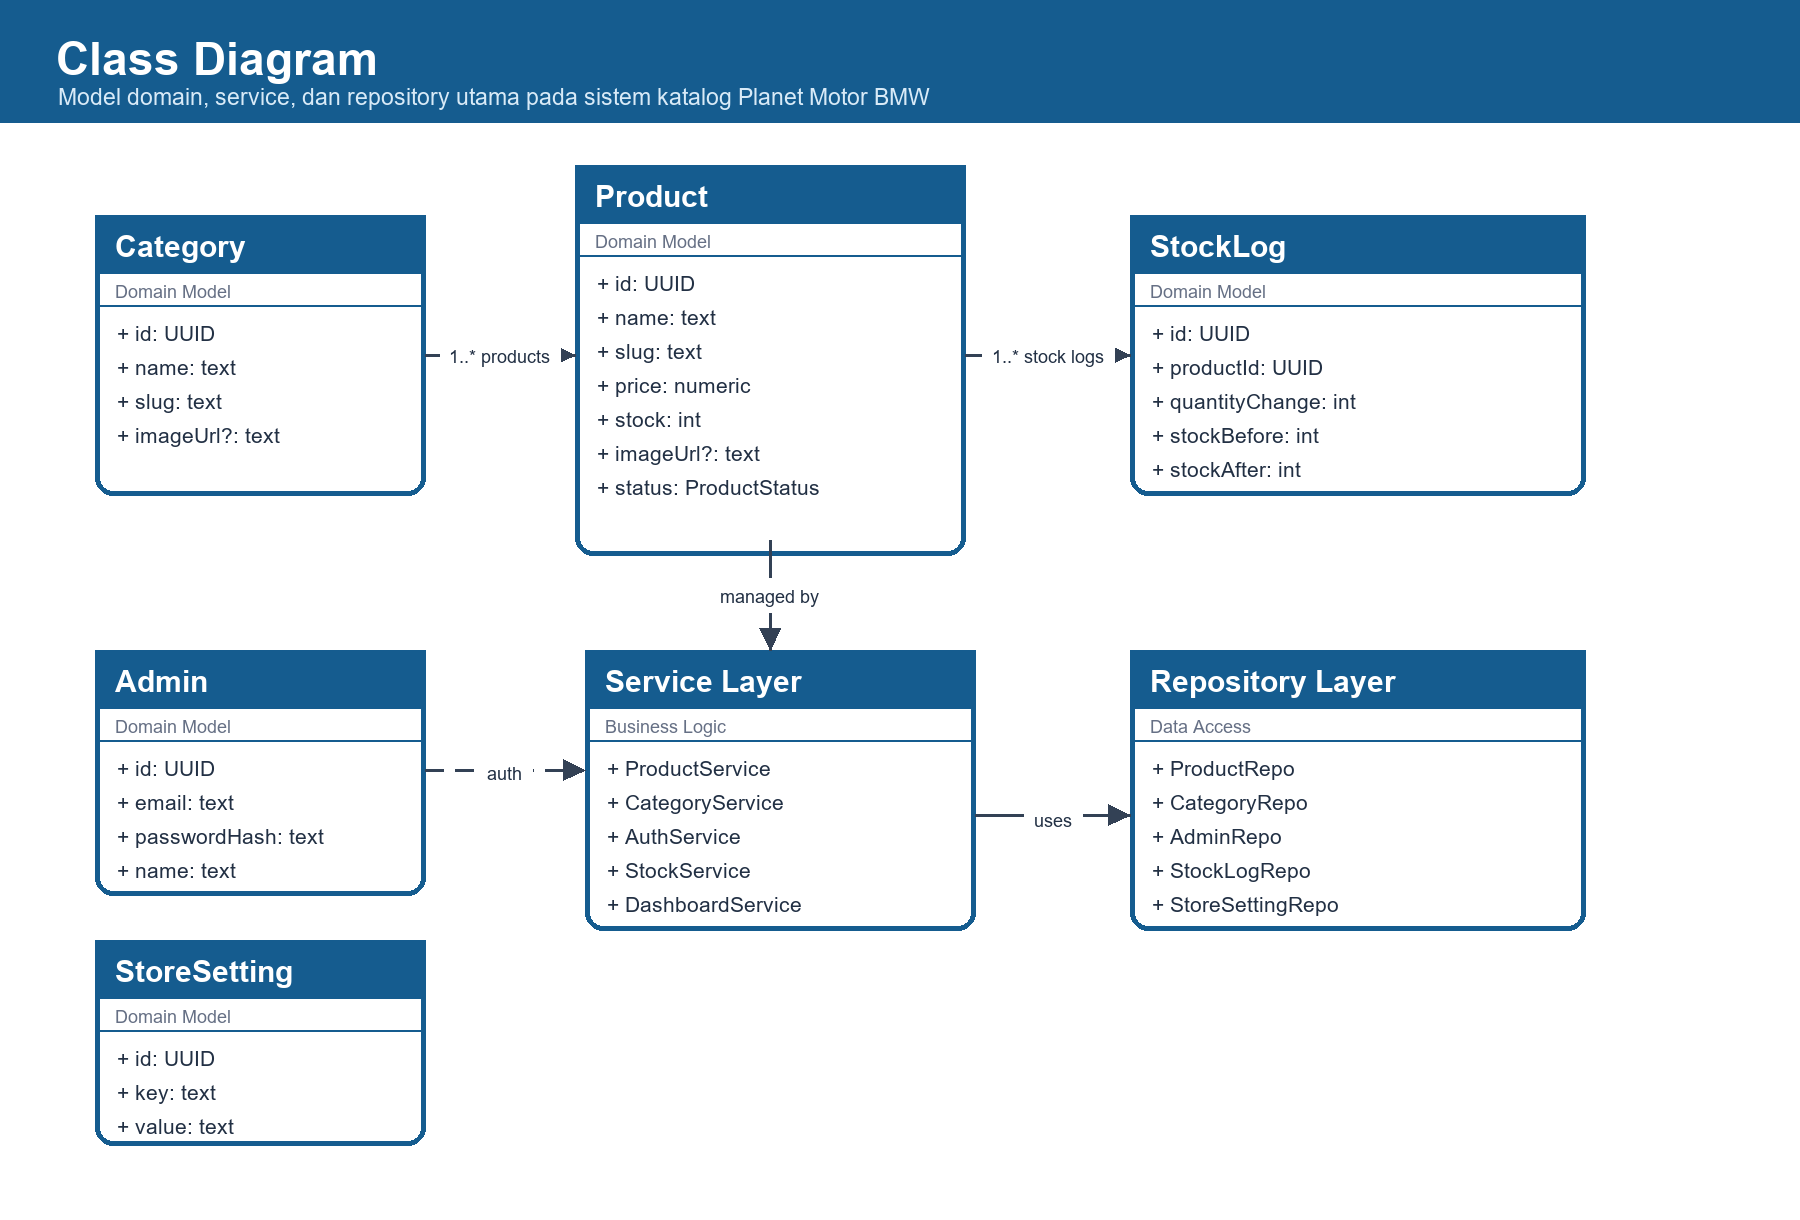 Class Diagram
Model domain, service, dan repository utama pada sistem katalog Planet Motor BMW
Category
Domain Model
+ id: UUID
+ name: text
+ slug: text
+ imageUrl?: text
1..* products
Product
Domain Model
+ id: UUID
+ name: text
+ slug: text
+ price: numeric
+ stock: int
+ imageUrl?: text
+ status: ProductStatus
1..* stock logs
StockLog
Domain Model
+ id: UUID
+ productId: UUID
+ quantityChange: int
+ stockBefore: int
+ stockAfter: int
managed by
Admin
Domain Model
+ id: UUID
+ email: text
+ passwordHash: text
+ name: text
auth
Service Layer
Business Logic
+ ProductService
+ CategoryService
+ AuthService
+ StockService
+ DashboardService
uses
Repository Layer
Data Access
+ ProductRepo
+ CategoryRepo
+ AdminRepo
+ StockLogRepo
+ StoreSettingRepo
StoreSetting
Domain Model
+ id: UUID
+ key: text
+ value: text